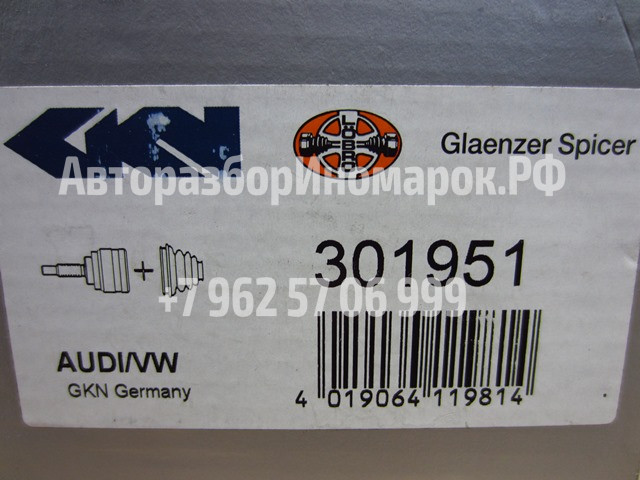 GKN
LÖBRO
Glaenzer Spicer
АвторазборИномарок.РФ
301951
+7 962 57 06 999
AUDI/VW
GKN Germany
4 019064 119814